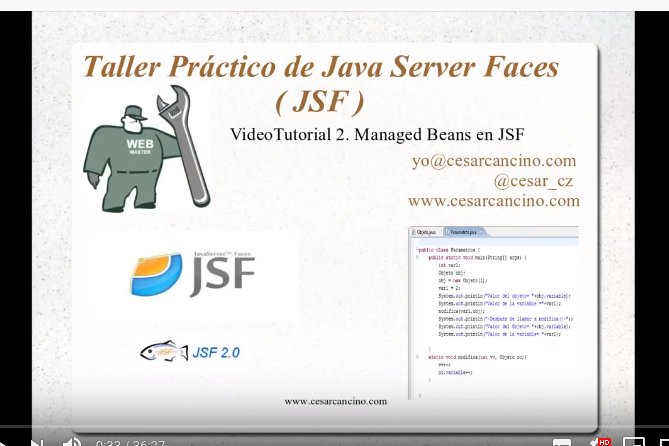 Taller Práctico de Java Server Faces
( JSF )
VideoTutorial 2. Managed Beans en JSF
yo@cesarcancino.com
@cesar_cz
www.cesarcancino.com
WEB
MASTER
JavaServer™ Faces
JSF
JSF
JSF 2.0
Objeto.java
Parametros.java
public class Parametros {
public static void main(String[] args) {
int var1;
Objeto obj;
obj = new Objeto(1);
var1 = 2;
System.out.println("Valor del objeto= "+obj.variable);
System.out.println("Valor de la variable ="+var1);
modifica(var1,obj);
System.out.println("-Despues de llamar a modifica()-");
System.out.println("Valor del Objeto= "+obj.variable);
System.out.println("Valor de la variable= "+var1);
}
static void modifica(int vv, Objeto oo){
vv++;
oo.variable++;
}
}
www.cesarcancino.com
0:33 / 36:27
HD